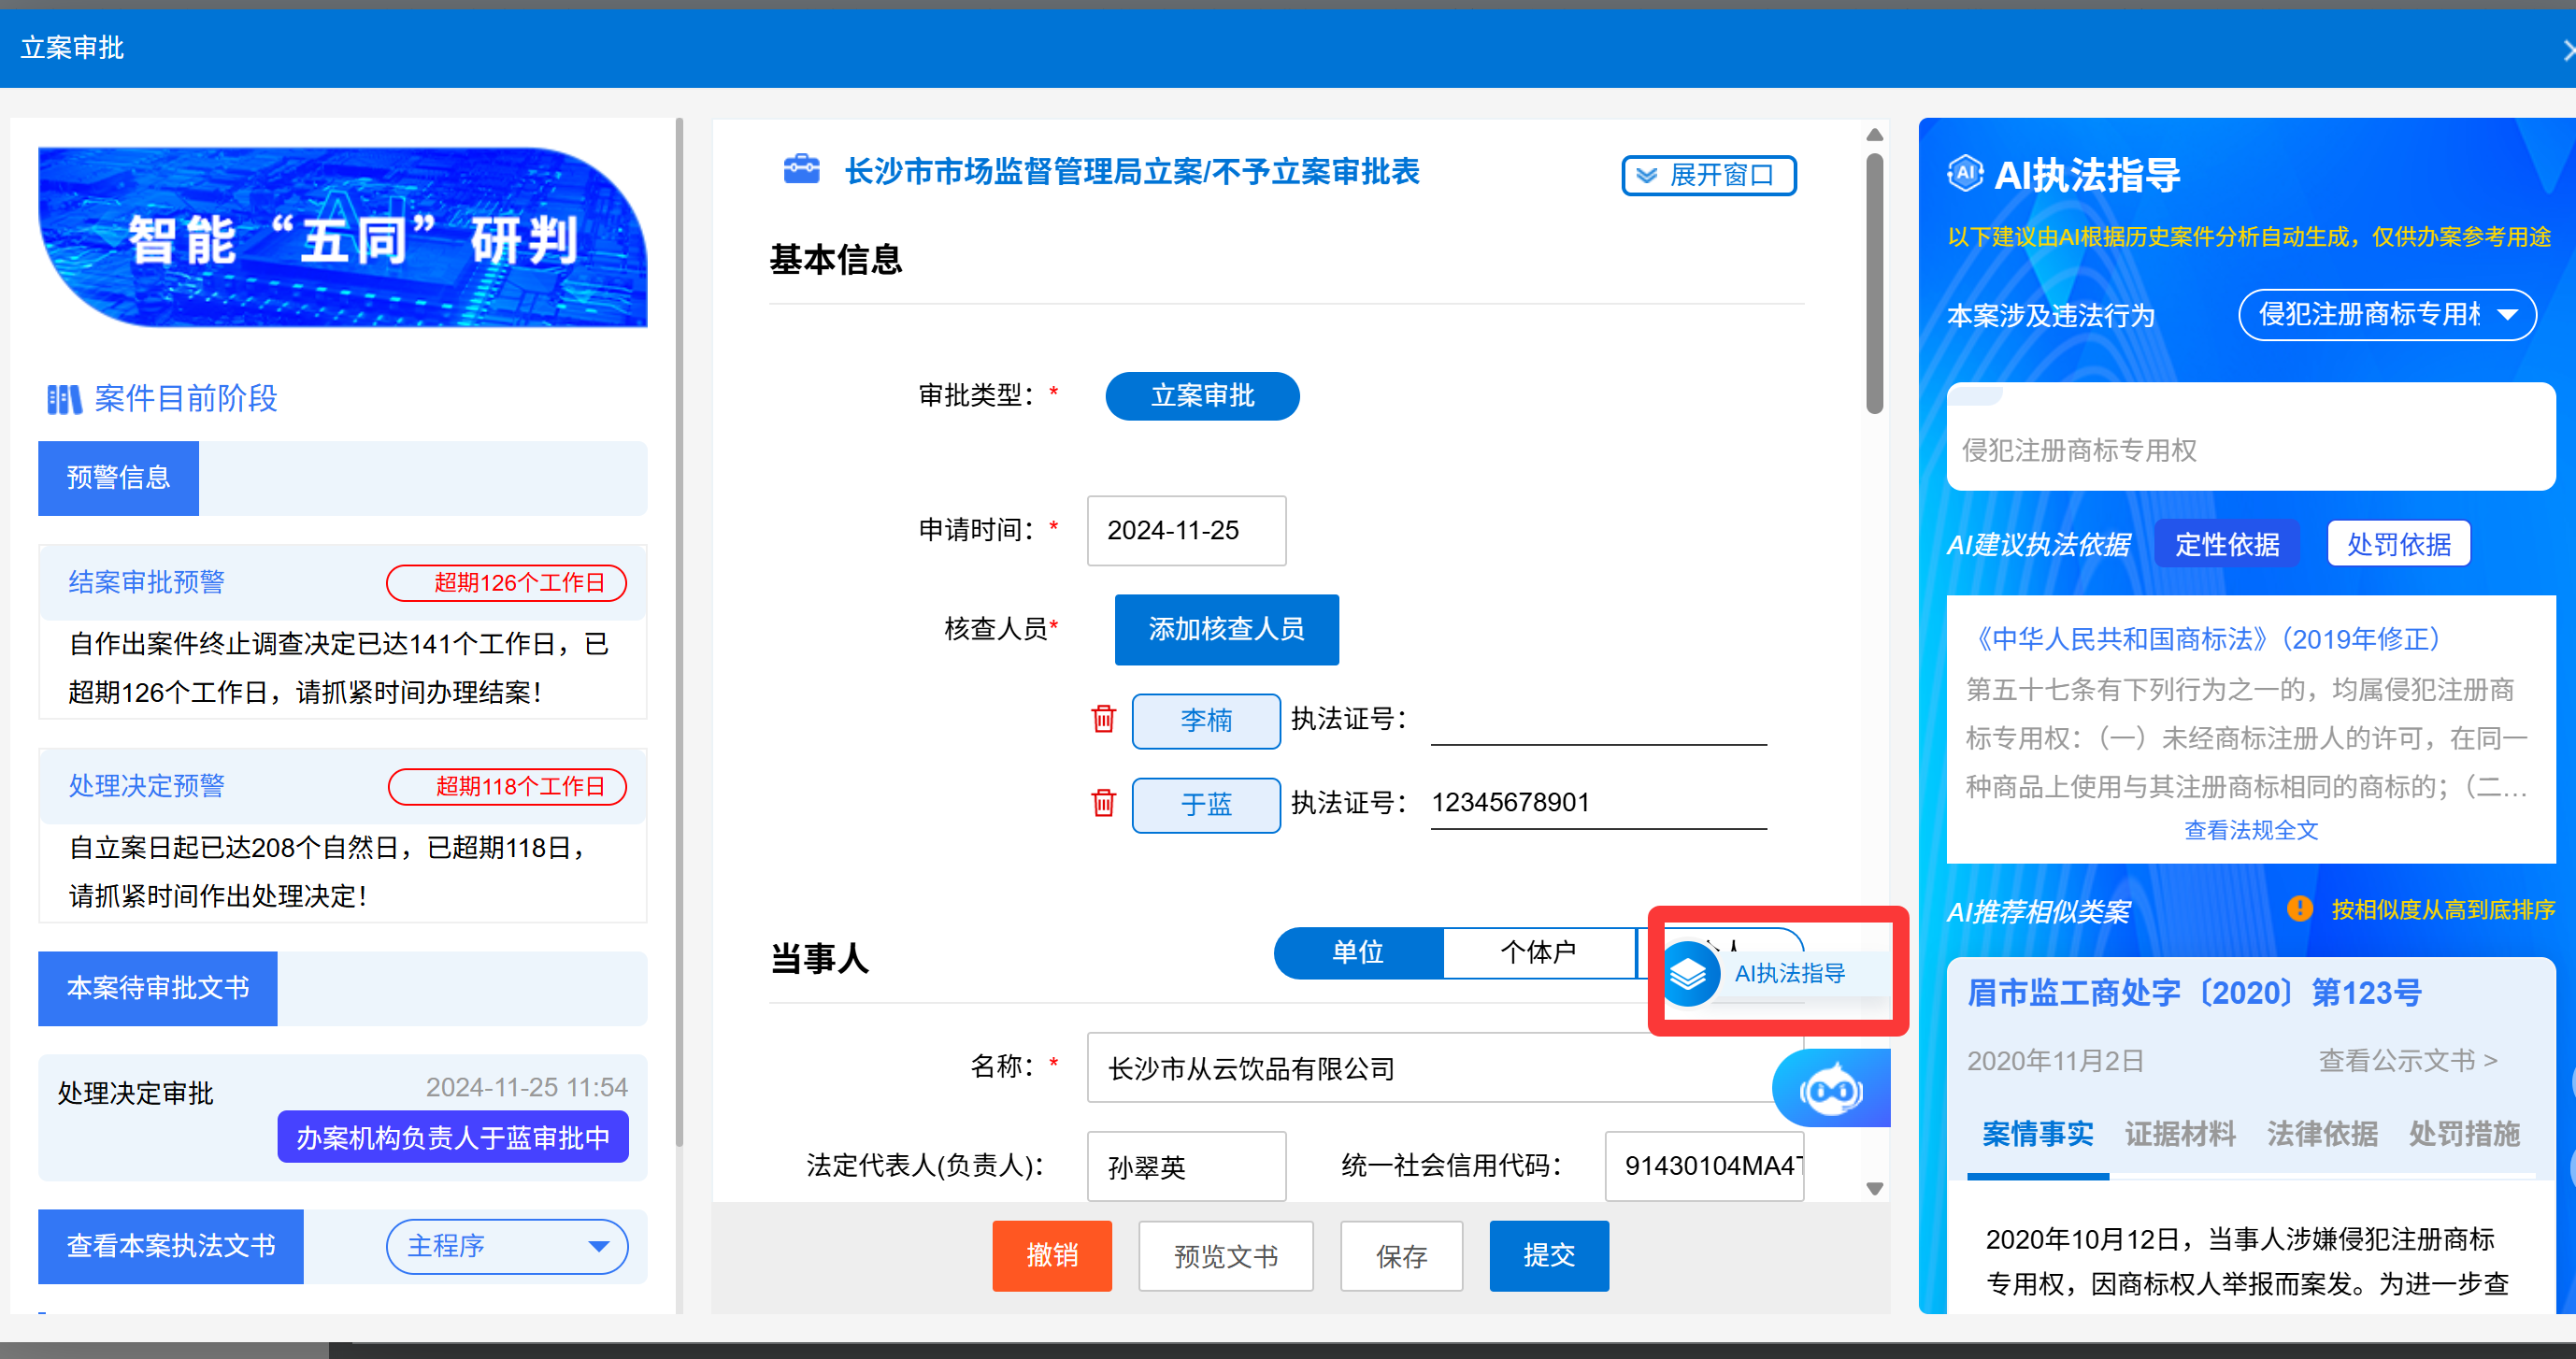 立案审批
智能“五同”研判
案件目前阶段
预警信息
结案审批预警
超期126个工作日
自作出案件终止调查决定已达141个工作日，已
超期126个工作日，请抓紧时间办理结案！
处理决定预警
超期118个工作日
自立案日起已达208个自然日，已超期118日，
请抓紧时间作出处理决定！
本案待审批文书
处理决定审批
2024-11-25 11:54
办案机构负责人于蓝审批中
查看本案执法文书
主程序
长沙市市场监督管理局立案/不予立案审批表
展开窗口
基本信息
审批类型：*
立案审批
申请时间：*
2024-11-25
核查人员*
添加核查人员
李楠
执法证号：
于蓝
执法证号：
12345678901
当事人
单位
个体户
AI执法指导
名称：*
长沙市从云饮品有限公司
法定代表人(负责人)：
孙翠英
统一社会信用代码：
91430104MA4
撤销
预览文书
保存
提交
AI执法指导
以下建议由AI根据历史案件分析自动生成，仅供办案参考用途
本案涉及违法行为
侵犯注册商标专用
侵犯注册商标专用权
AI建议执法依据
定性依据
处罚依据
《中华人民共和国商标法》（2019年修正）
第五十七条有下列行为之一的，均属侵犯注册商
标专用权：（一）未经商标注册人的许可，在同一
种商品上使用与其注册商标相同的商标的；（二…
查看法规全文
AI推荐相似类案
按相似度从高到底排序
眉市监工商处字〔2020〕第123号
2020年11月2日
查看公示文书 >
案情事实
证据材料
法律依据
处罚措施
2020年10月12日，当事人涉嫌侵犯注册商标
专用权，因商标权人举报而案发。为进一步查